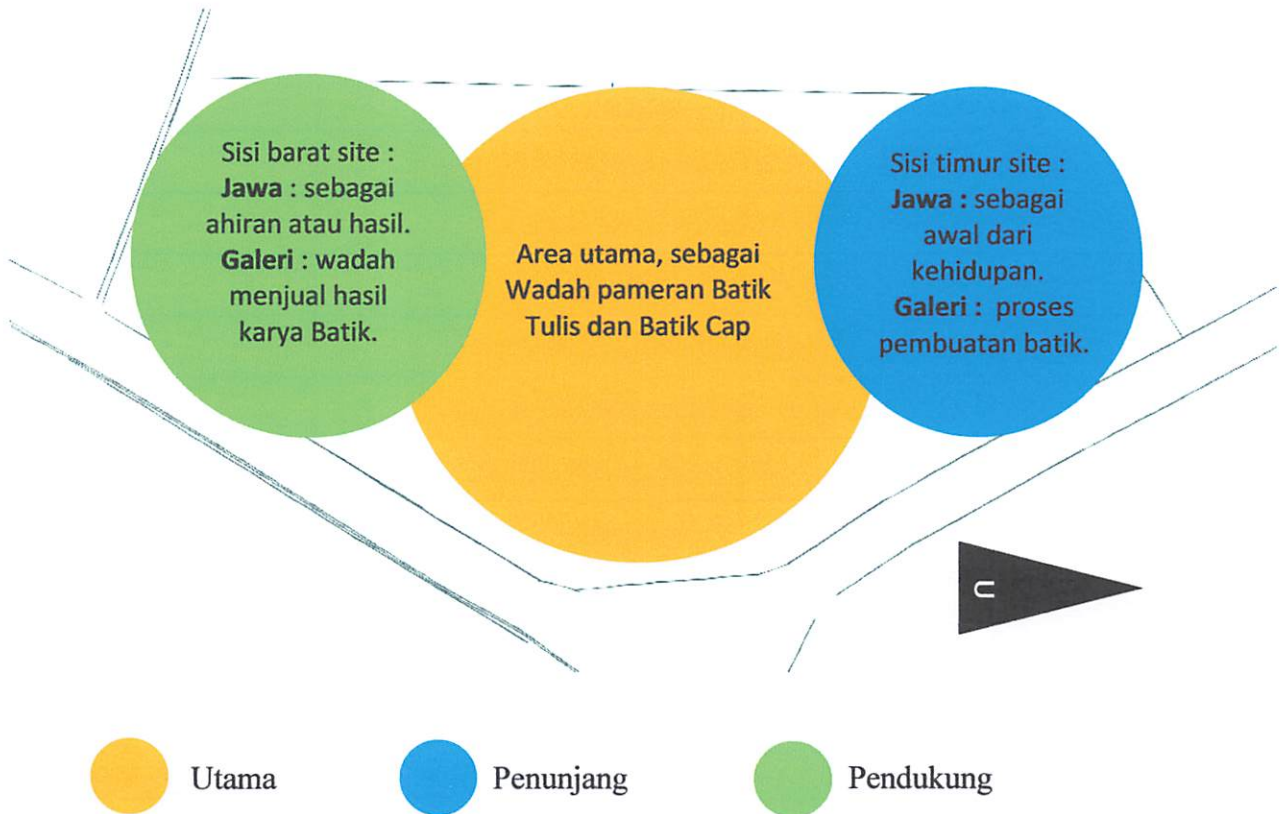 Sisi barat site :
Jawa : sebagai
ahiran atau hasil.
Galeri : wadah
menjual hasil
karya Batik.
Area utama, sebagai
Wadah pameran Batik
Tulis dan Batik Cap
Sisi timur site :
Jawa : sebagai
awal dari
kehidupan.
Galeri : proses
pembuatan batik.
U
Utama
Penunjang
Pendukung